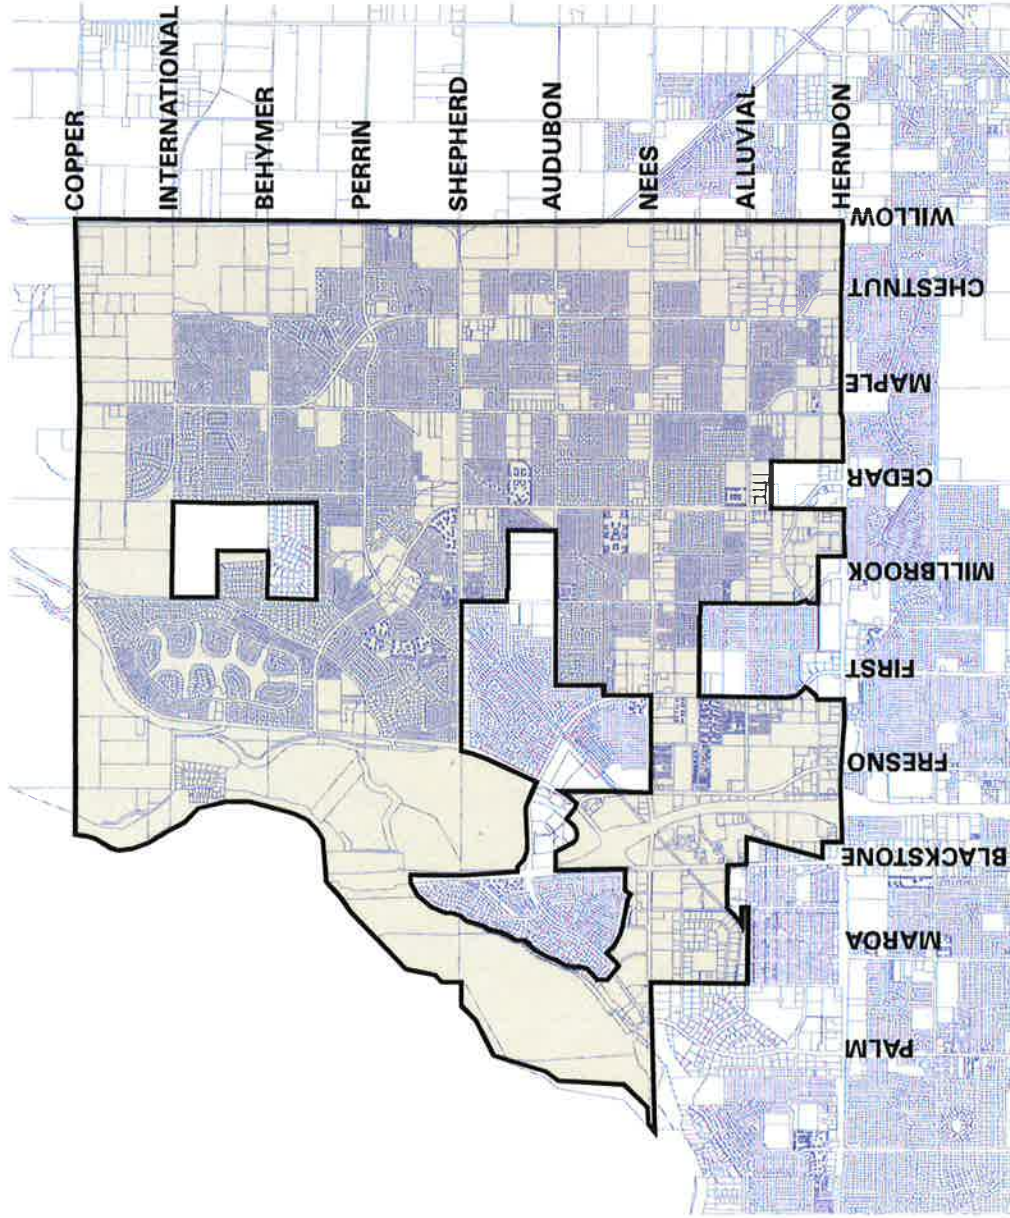 COPPER
INTERNATIONAL
BEHYMER
PERRIN
SHEPHERD
AUDUBON
NEES
ALLUVIAL
HERNDON
WILLOW
CHESTNUT
MAPLE
CEDAR
MILLBROOK
FIRST
FRESNO
BLACKSTONE
MAROA
PALM